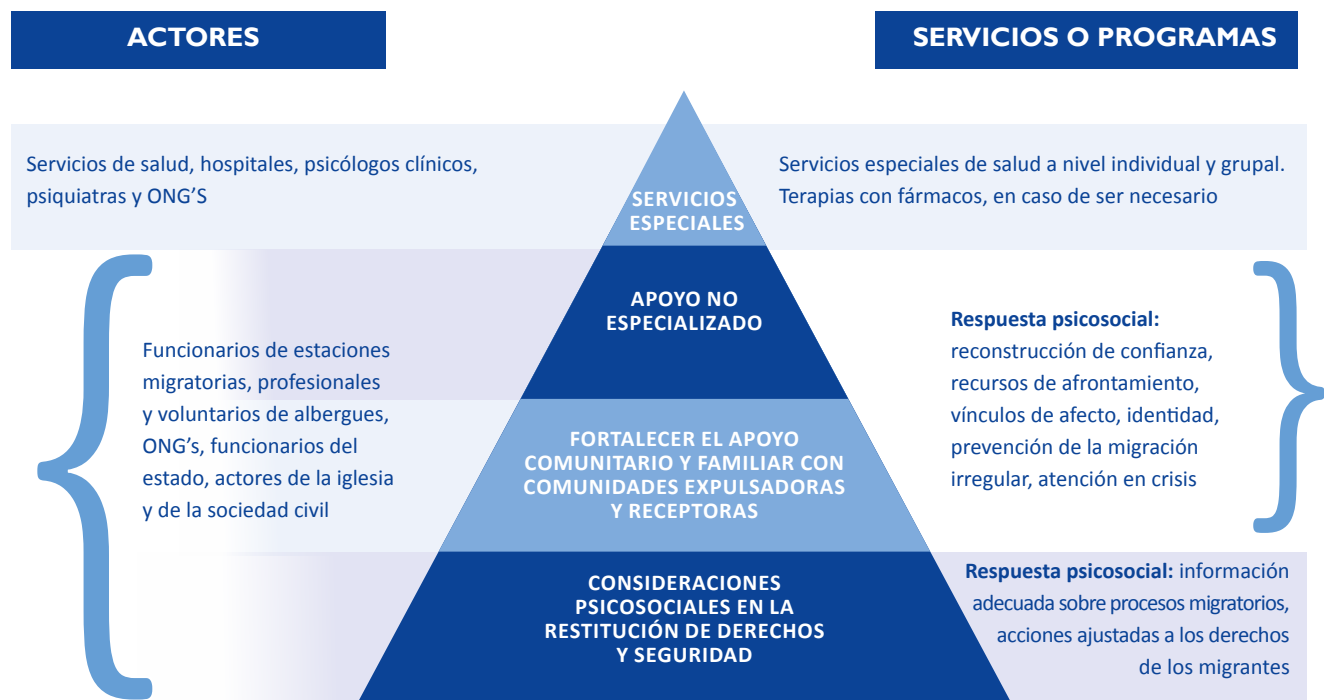 ACTORES
SERVICIOS O PROGRAMAS
Servicios de salud, hospitales, psicólogos clínicos,
psiquiatras y ONG'S
SERVICIOS
ESPECIALES
Servicios especiales de salud a nivel individual y grupal.
Terapias con fármacos, en caso de ser necesario
APOYO NO
ESPECIALIZADO
Funcionarios de estaciones
migratorias, profesionales
y voluntarios de albergues,
ONG's, funcionarios del
estado, actores de la iglesia
y de la sociedad civil
Respuesta psicosocial:
reconstrucción de confianza,
recursos de afrontamiento,
vínculos de afecto, identidad,
prevención de la migración
irregular, atención en crisis
FORTALECER EL APOYO
COMUNITARIO Y FAMILIAR CON
COMUNIDADES EXPULSADORAS
Y RECEPTORAS
CONSIDERACIONES
PSICOSOCIALES EN LA
RESTITUCIÓN DE DERECHOS
Y SEGURIDAD
Respuesta psicosocial: información
adecuada sobre procesos migratorios,
acciones ajustadas a los derechos
de los migrantes